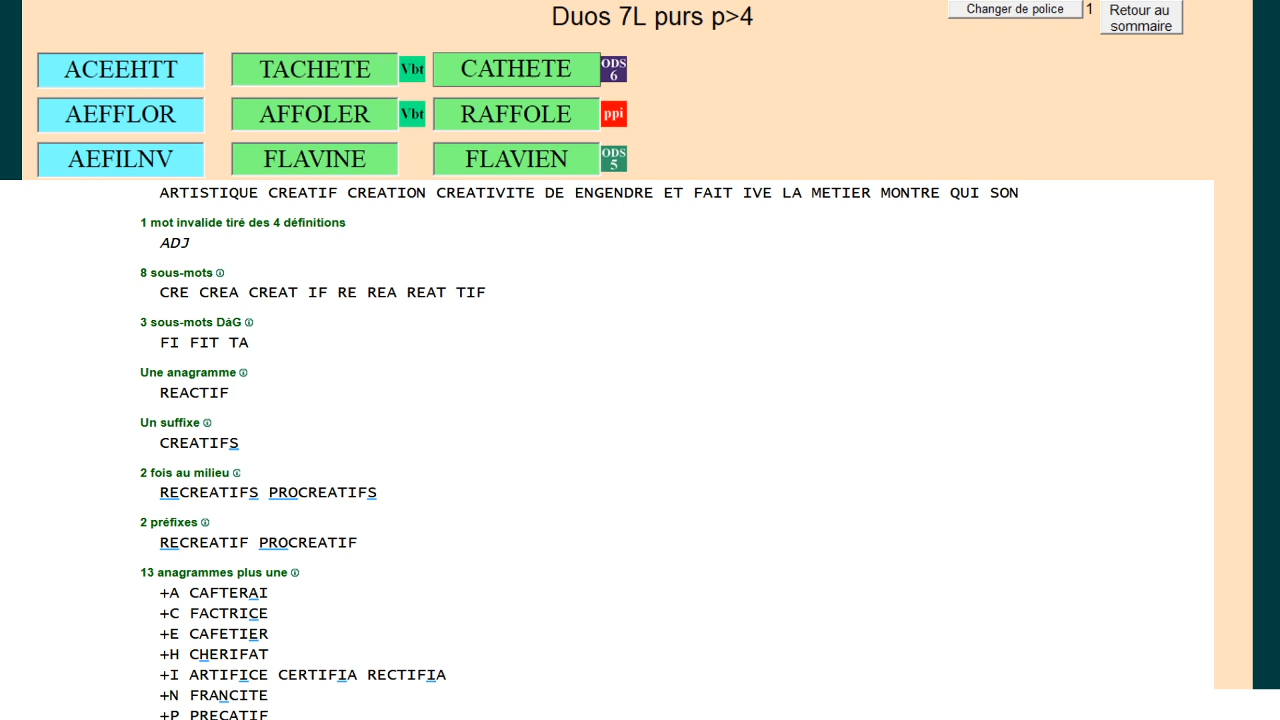 Duos 7L purs p>4
Changer de police 1 Retour au sommaire
ACEEHTT TACHETE Vbt CATHETE ODS 6
AEFFLOR AFFOLER Vbt RAFFOLE ppi
AEFILNV FLAVINE FLAVIEN ODS 5
ARTISTIQUE CREATIF CREATION CREATIVITE DE ENGENDRE ET FAIT IVE LA METIER MONTRE QUI SON
1 mot invalide tiré des 4 définitions
ADJ
8 sous-mots
CRE CREA CREAT IF RE REA REAT TIF
3 sous-mots DàG
FI FIT TA
Une anagramme
REACTIF
Un suffixe
CREATIFS
2 fois au milieu
RECREATIFS PROCREATIFS
2 préfixes
RECREATIF PROCREATIF
13 anagrammes plus une
+A CAFTERAI
+C FACTRICE
+E CAFETIER
+H CHERIFAT
+I ARTIFICE CERTIFIA RECTIFIA
+N FRANCITE
+P PRECATIF